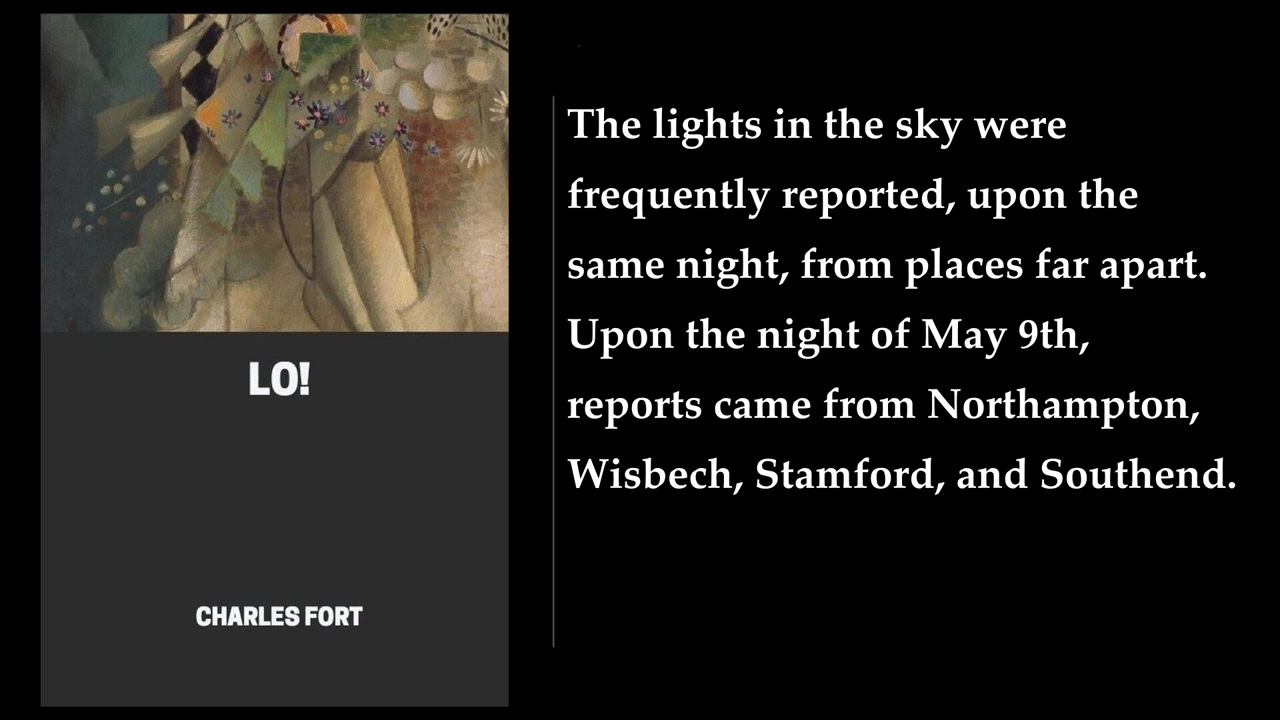 LO!
CHARLES FORT
The lights in the sky were
frequently reported, upon the
same night, from places far apart.
Upon the night of May 9th,
reports came from Northampton,
Wisbech, Stamford, and Southend.